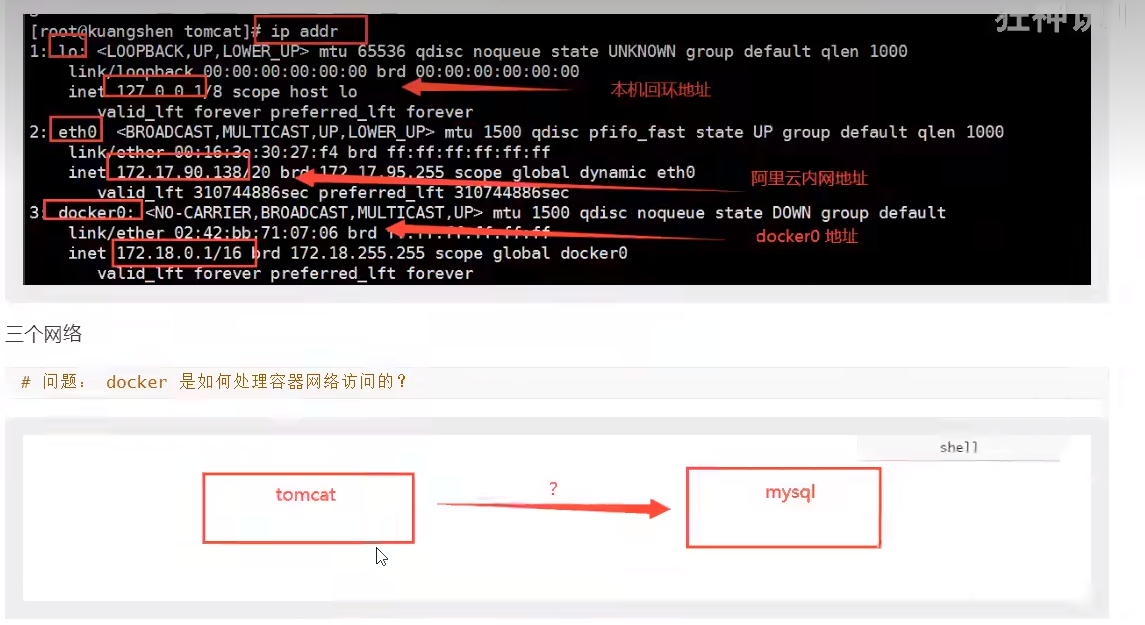 狂神说
[root@kuangshen tomcat]# ip addr
1: lo: <LOOPBACK,UP,LOWER_UP> mtu 65536 qdisc noqueue state UNKNOWN group default qlen 1000
link/loopback 00:00:00:00:00:00 brd 00:00:00:00:00:00
inet 127.0.0.1/8 scope host lo
本机回环地址
valid_lft forever preferred_lft forever
2: eth0 <BROADCAST,MULTICAST,UP,LOWER_UP> mtu 1500 qdisc pfifo_fast state UP group default qlen 1000
link/ether 00:16:3e:30:27:f4 brd ff:ff:ff:ff:ff:ff
inet 172.17.90.138/20 brd 172.17.95.255 scope global dynamic eth0
阿里云内网地址
valid_lft 310744886sec preferred_lft 310744886sec
3 docker0: <NO-CARRIER,BROADCAST,MULTICAST,UP> mtu 1500 qdisc noqueue state DOWN group default
link/ether 02:42:bb:71:07:06 brd ff:ff:ff:ff:ff:ff
docker0 地址
inet 172.18.0.1/16 brd 172.18.255.255 scope global docker0
valid_lft forever preferred_lft forever
三个网络
# 问题： docker 是如何处理容器网络访问的？
shell
tomcat
?
mysql